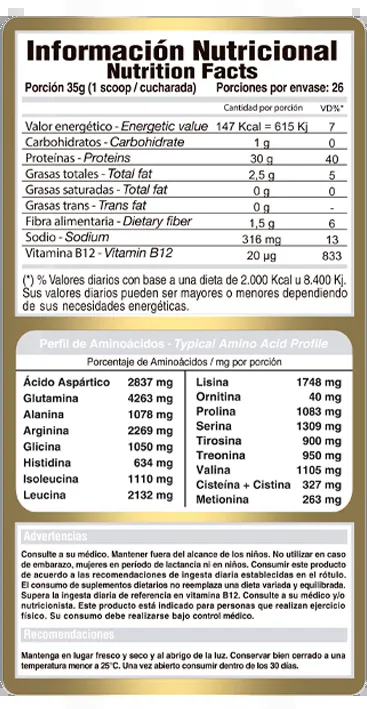 Información Nutricional
Nutrition Facts
Porción 35g (1 scoop / cucharada) Porciones por envase: 26
Cantidad por porción VD%*
Valor energético - Energetic value 147 Kcal = 615 Kj 7
Carbohidratos - Carbohidrate 1 g 0
Proteínas - Proteins 30 g 40
Grasas totales - Total fat 2,5 g 5
Grasas saturadas - Total fat 0 g 0
Grasas trans - Trans fat 0 g -
Fibra alimentaria - Dietary fiber 1,5 g 6
Sodio - Sodium 316 mg 13
Vitamina B12 - Vitamin B12 20 µg 833
(*) % Valores diarios con base a una dieta de 2.000 Kcal u 8.400 Kj.
Sus valores diarios pueden ser mayores o menores dependiendo
de sus necesidades energéticas.
Perfil de Aminoácidos - Typical Amino Acid Profile
Porcentaje de Aminoácidos / mg por porción
Ácido Aspártico 2837 mg
Glutamina 4263 mg
Alanina 1078 mg
Arginina 2269 mg
Glicina 1050 mg
Histidina 634 mg
Isoleucina 1110 mg
Leucina 2132 mg
Lisina 1748 mg
Ornitina 40 mg
Prolina 1083 mg
Serina 1309 mg
Tirosina 900 mg
Treonina 950 mg
Valina 1105 mg
Cisteína + Cistina 327 mg
Metionina 263 mg
Advertencias
Consulte a su médico. Mantener fuera del alcance de los niños. No utilizar en caso
de embarazo, mujeres en período de lactancia ni en niños. Consumir este producto
de acuerdo a las recomendaciones de ingesta diaria establecidas en el rótulo.
El consumo de suplementos dietarios no reemplaza una dieta variada y equilibrada.
Supera la ingesta diaria de referencia en vitamina B12. Consulte a su médico y/o
nutricionista. Este producto está indicado para personas que realizan ejercicio
físico. Su consumo debe realizarse bajo control médico.
Recomendaciones
Mantenga en lugar fresco y seco y al abrigo de la luz. Conservar bien cerrado a una
temperatura menor a 25°C. Una vez abierto consumir dentro de los 30 días.